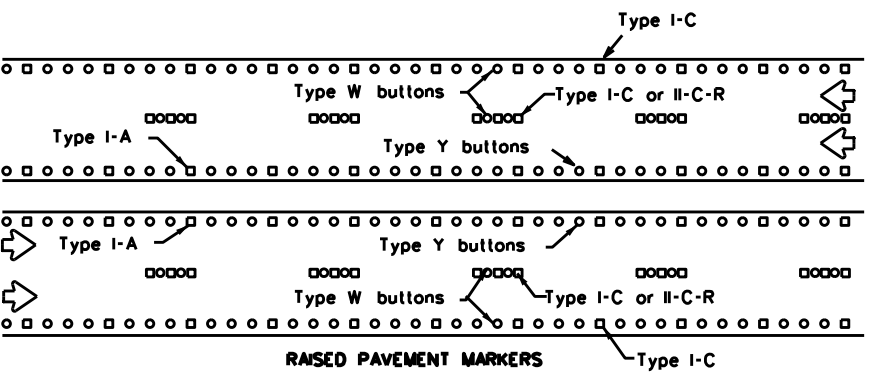 Type I-C
Type W buttons
Type I-C or II-C-R
Type I-A
Type Y buttons
Type I-A
Type Y buttons
Type W buttons
Type I-C or II-C-R
RAISED PAVEMENT MARKERS
Type I-C